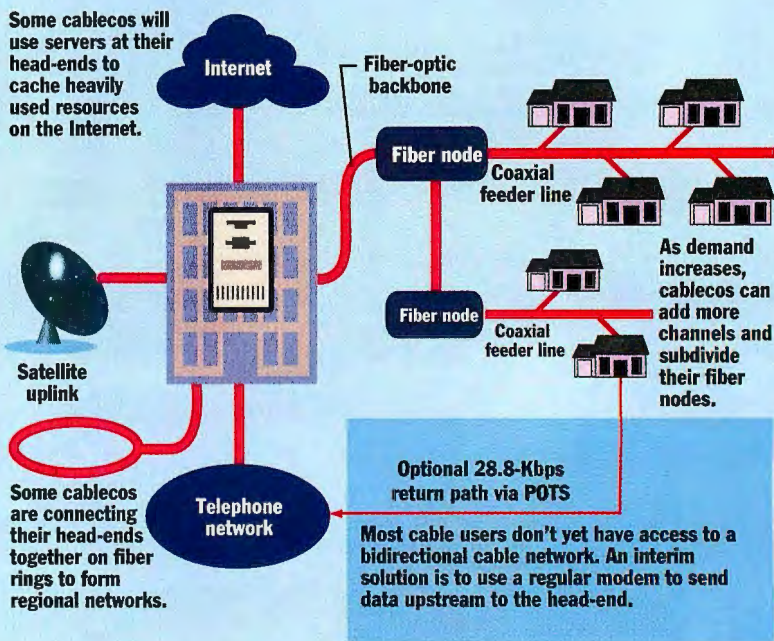 Some cablecos will
use servers at their
head-ends to
cache heavily
used resources
on the Internet.
Internet
Fiber-optic
backbone
Fiber node
Coaxial
feeder line
Satellite
uplink
Fiber node
Coaxial
feeder line
As demand
increases,
cablecos can
add more
channels and
subdivide
their fiber
nodes.
Some cablecos
are connecting
their head-ends
together on fiber
rings to form
regional networks.
Telephone
network
Optional 28.8-Kbps
return path via POTS
Most cable users don't yet have access to a
bidirectional cable network. An interim
solution is to use a regular modem to send
data upstream to the head-end.